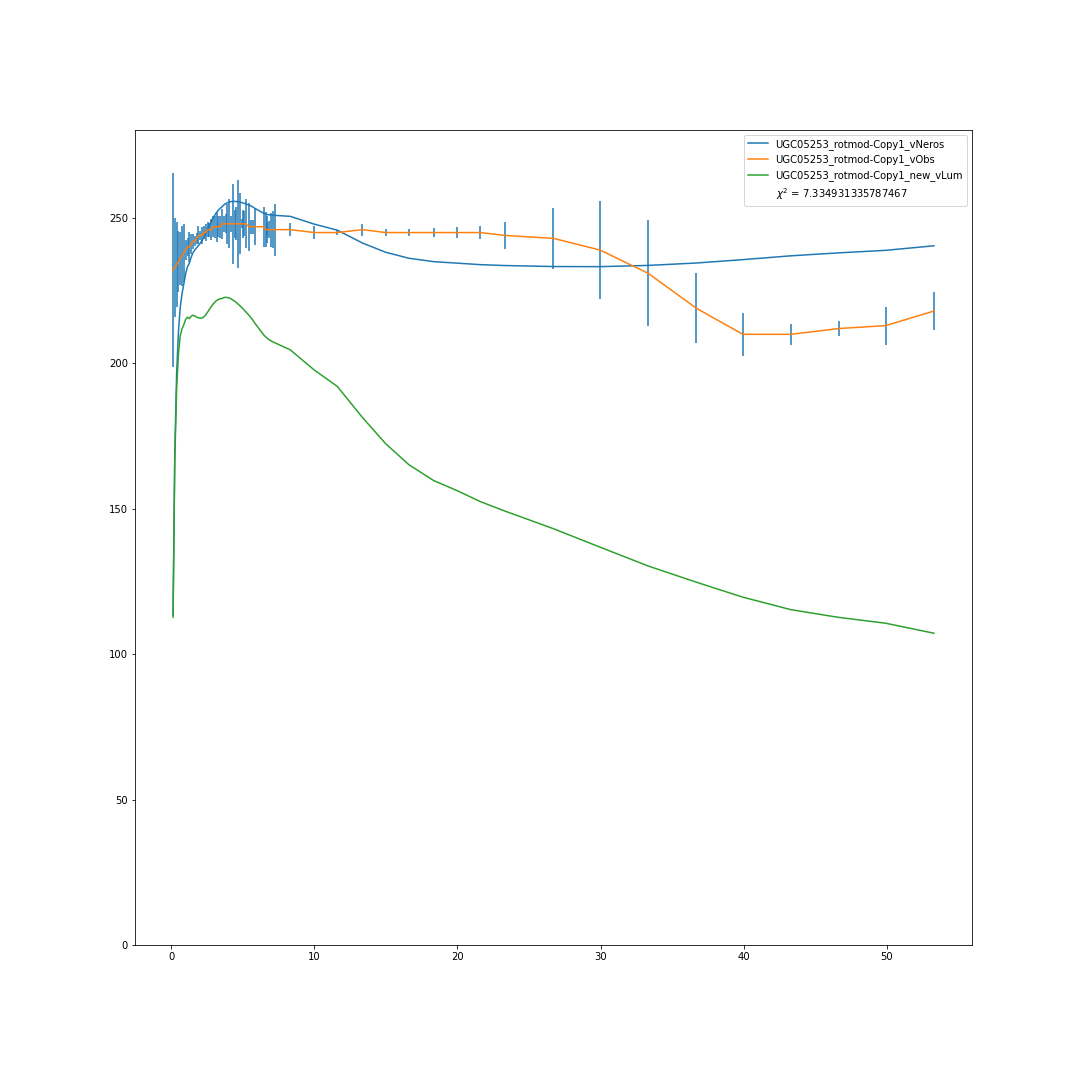 UGC05253_rotmod-Copy1_vNeros
UGC05253_rotmod-Copy1_vObs
UGC05253_rotmod-Copy1_new_vLum
χ² = 7.334931335787467
250
200
150
100
50
0
0 10 20 30 40 50